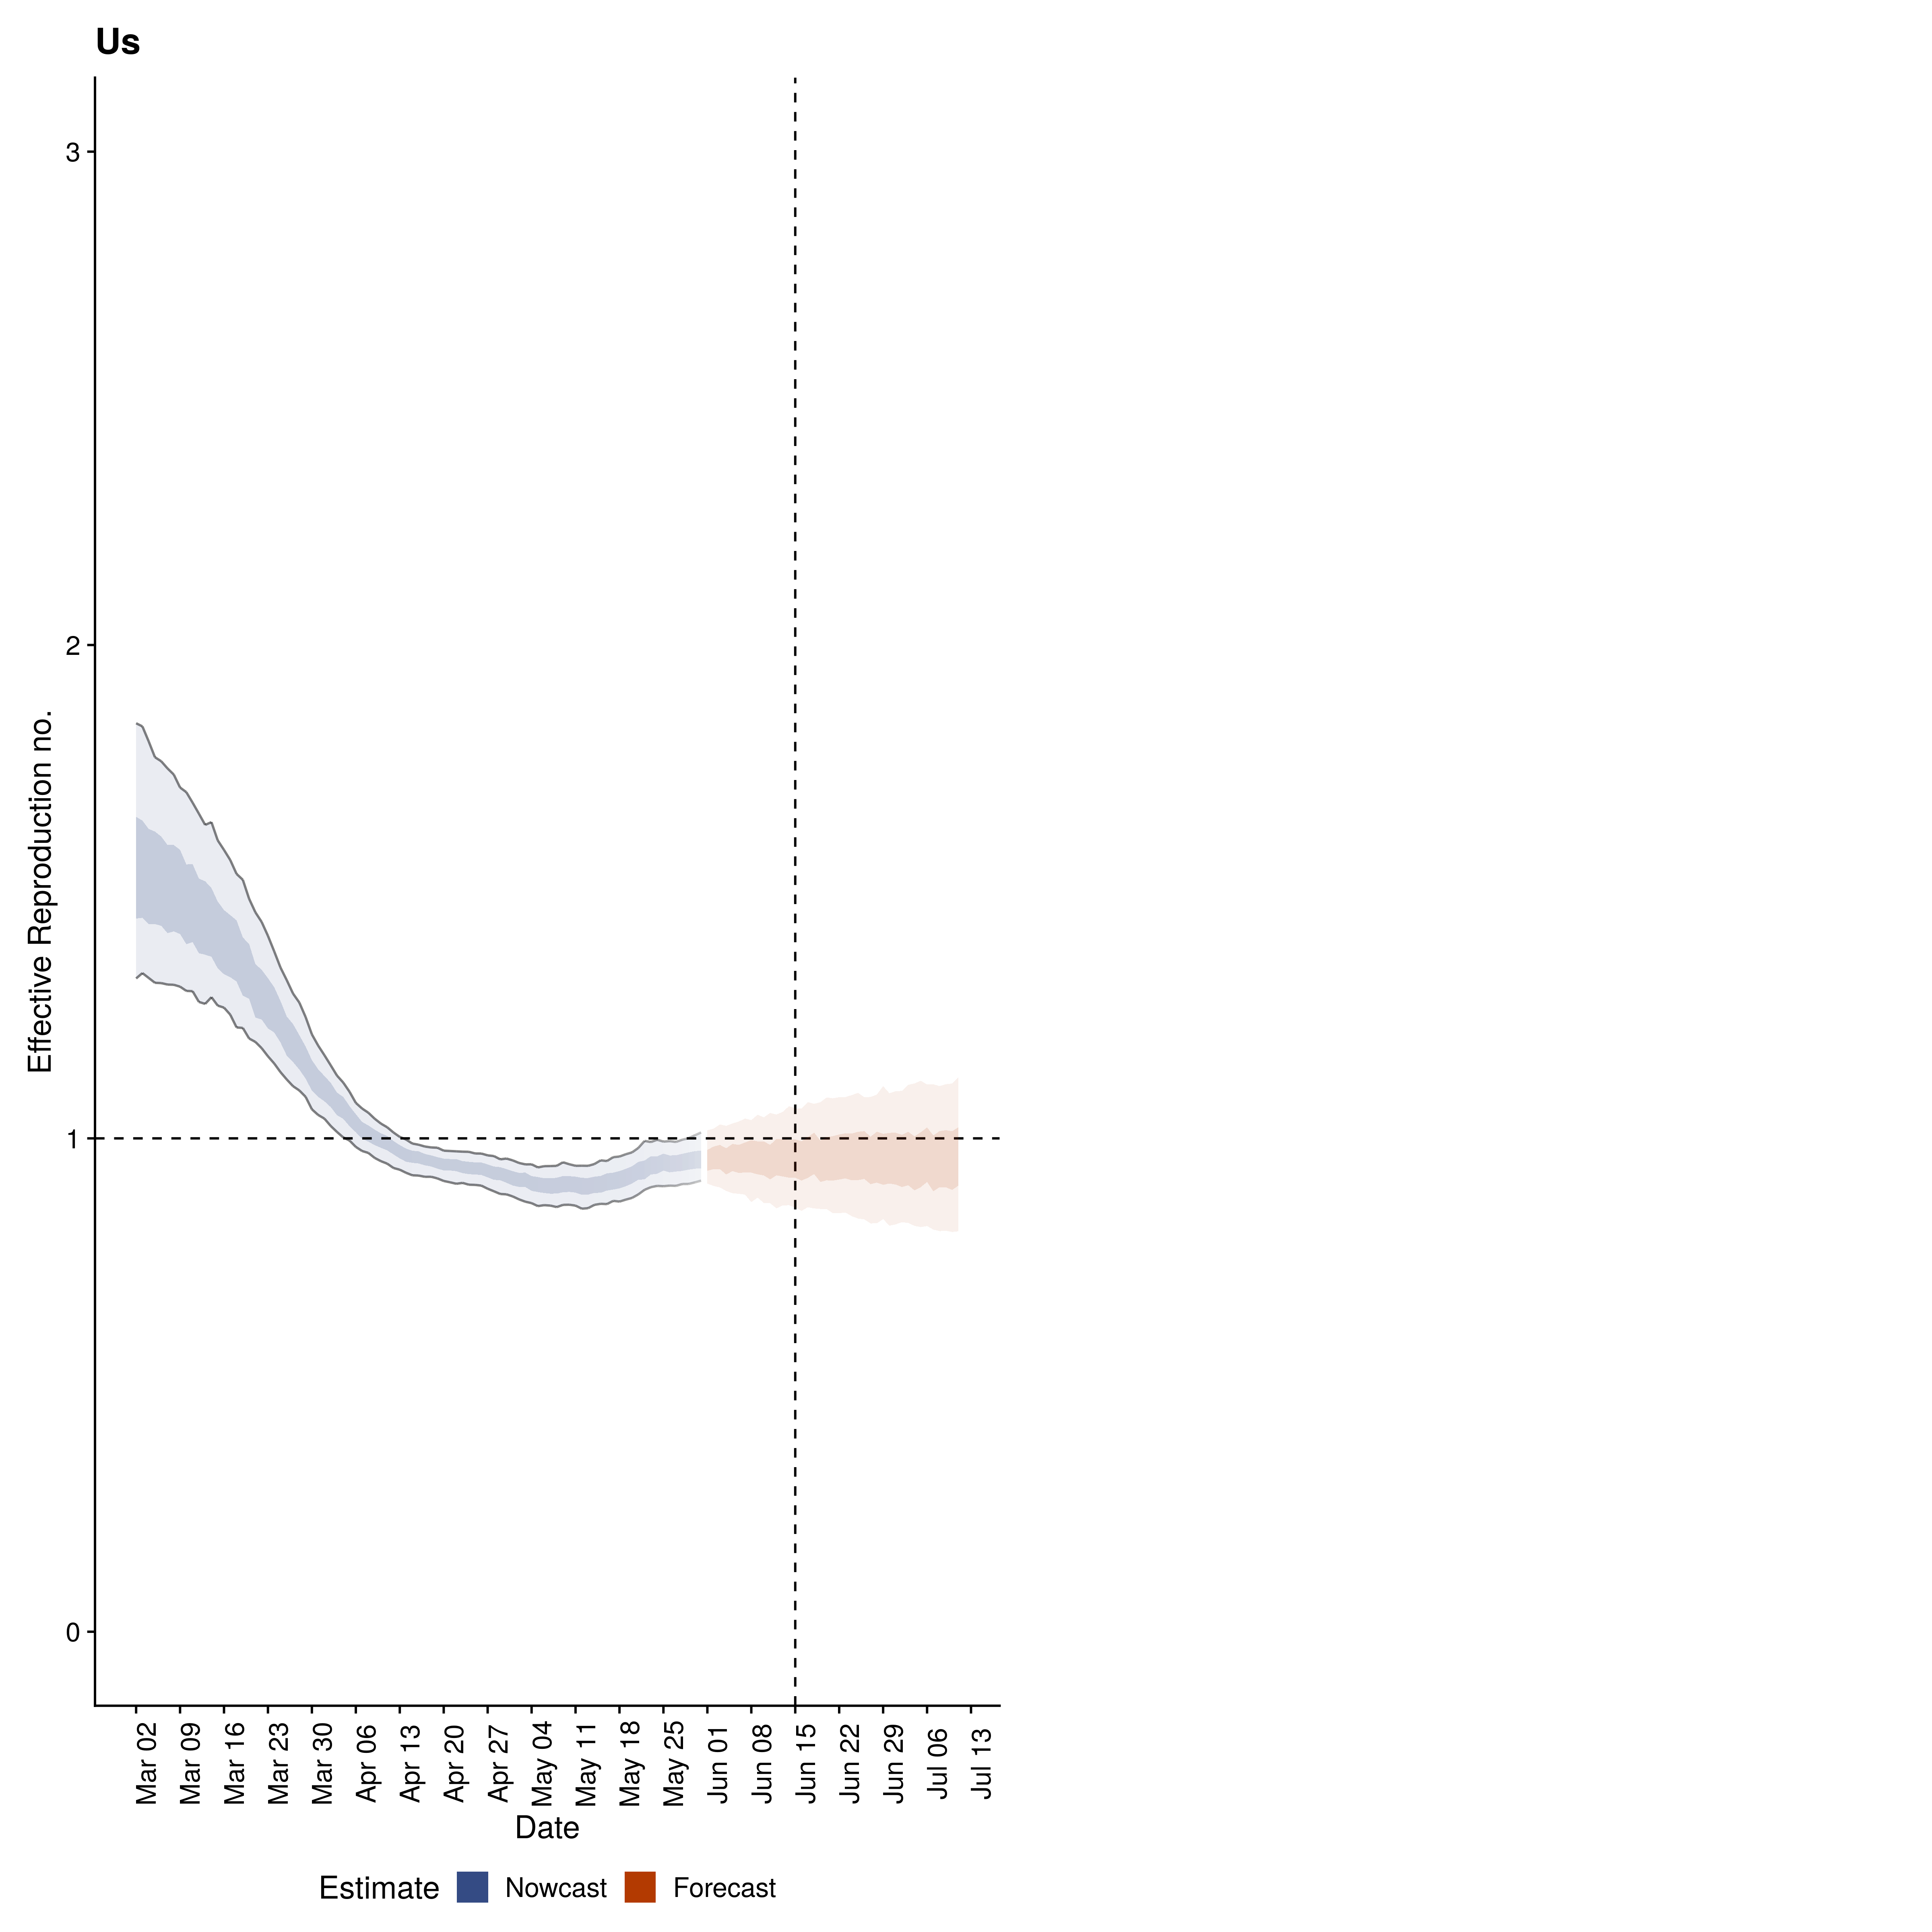 Us
3
2
1
0
Effective Reproduction no.
Mar 02
Mar 09
Mar 16
Mar 23
Mar 30
Apr 06
Apr 13
Apr 20
Apr 27
May 04
May 11
May 18
May 25
Jun 01
Jun 08
Jun 15
Jun 22
Jun 29
Jul 06
Jul 13
Date
Estimate Nowcast Forecast